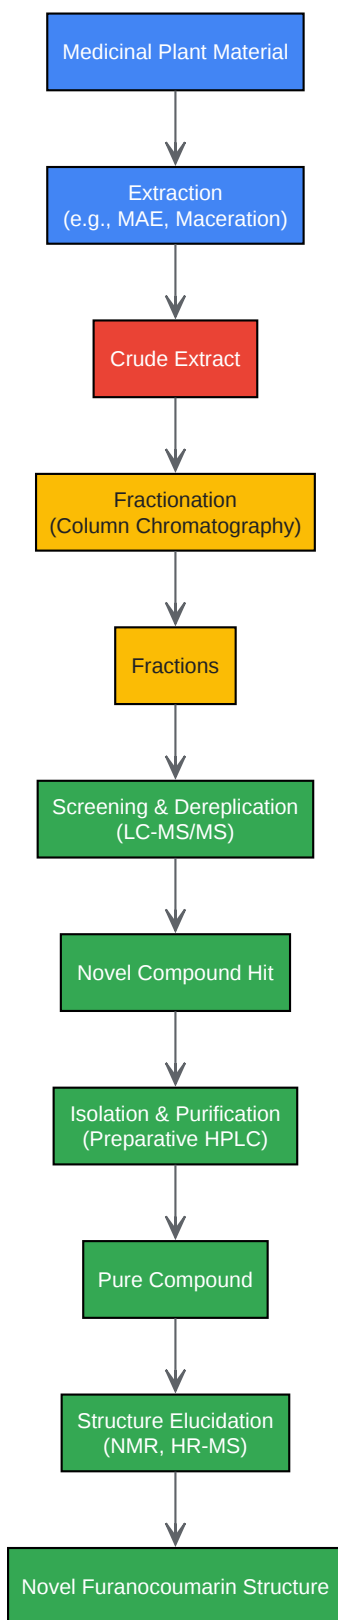 Medicinal Plant Material
Extraction
(e.g., MAE, Maceration)
Crude Extract
Fractionation
(Column Chromatography)
Fractions
Screening & Dereplication
(LC-MS/MS)
Novel Compound Hit
Isolation & Purification
(Preparative HPLC)
Pure Compound
Structure Elucidation
(NMR, HR-MS)
Novel Furanocoumarin Structure